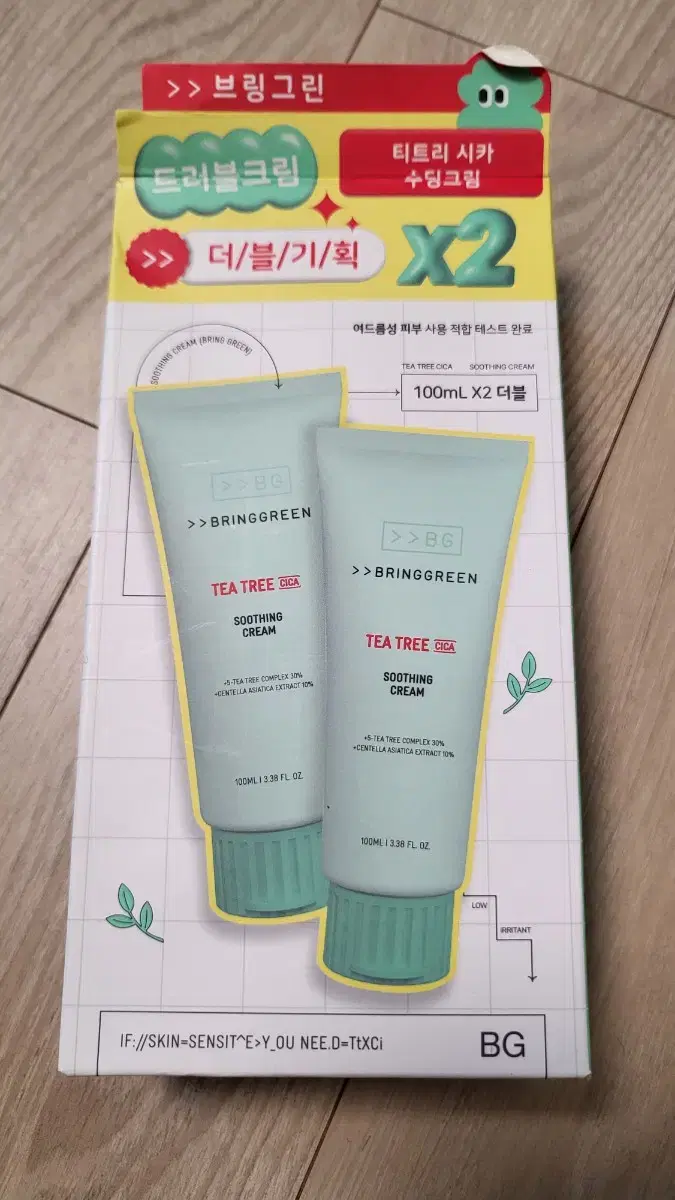 >> 브링그린
드러블크림
티트리 시카
수딩크림
>> 더/블/기/획 X2
여드름성 피부 사용 적합 테스트 완료
SOOTHING CREAM (BRING GREEN)
TEA TREE CICA SOOTHING CREAM
100mL X2 더블
>>BG
>>BRINGGREEN
TEA TREE CICA
SOOTHING
CREAM
+5-TEA TREE COMPLEX 30%
+CENTELLA ASIATICA EXTRACT 10%
100ML I 3.38 FL. OZ.
>>BG
>>BRINGGREEN
TEA TREE CICA
SOOTHING
CREAM
+5-TEA TREE COMPLEX 30%
+CENTELLA ASIATICA EXTRACT 10%
100ML I 3.38 FL. OZ.
LOW
IRRITANT
IF://SKIN=SENSIT^E>Y_OU NEE.D=TtXCi
BG